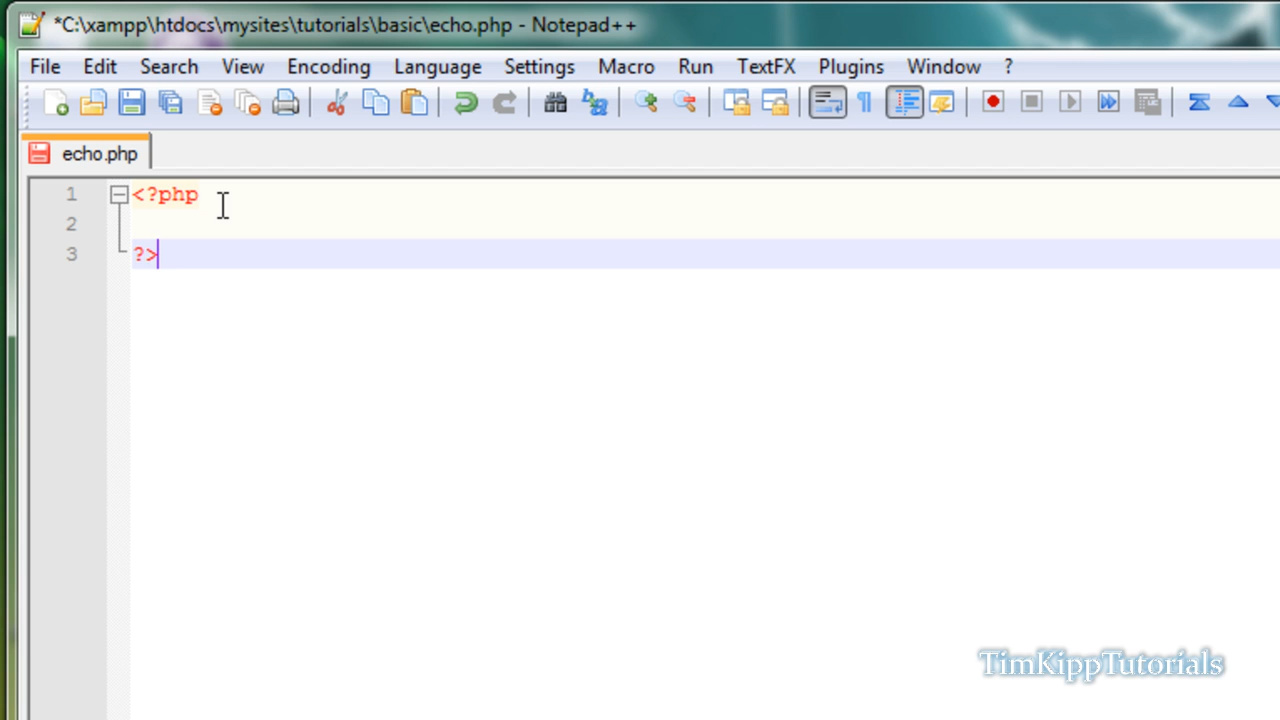 *C:\xampp\htdocs\mysites\tutorials\basic\echo.php - Notepad++
File Edit Search View Encoding Language Settings Macro Run TextFX Plugins Window ?
echo.php
1 <?php
2
3 ?>
TimKippTutorials